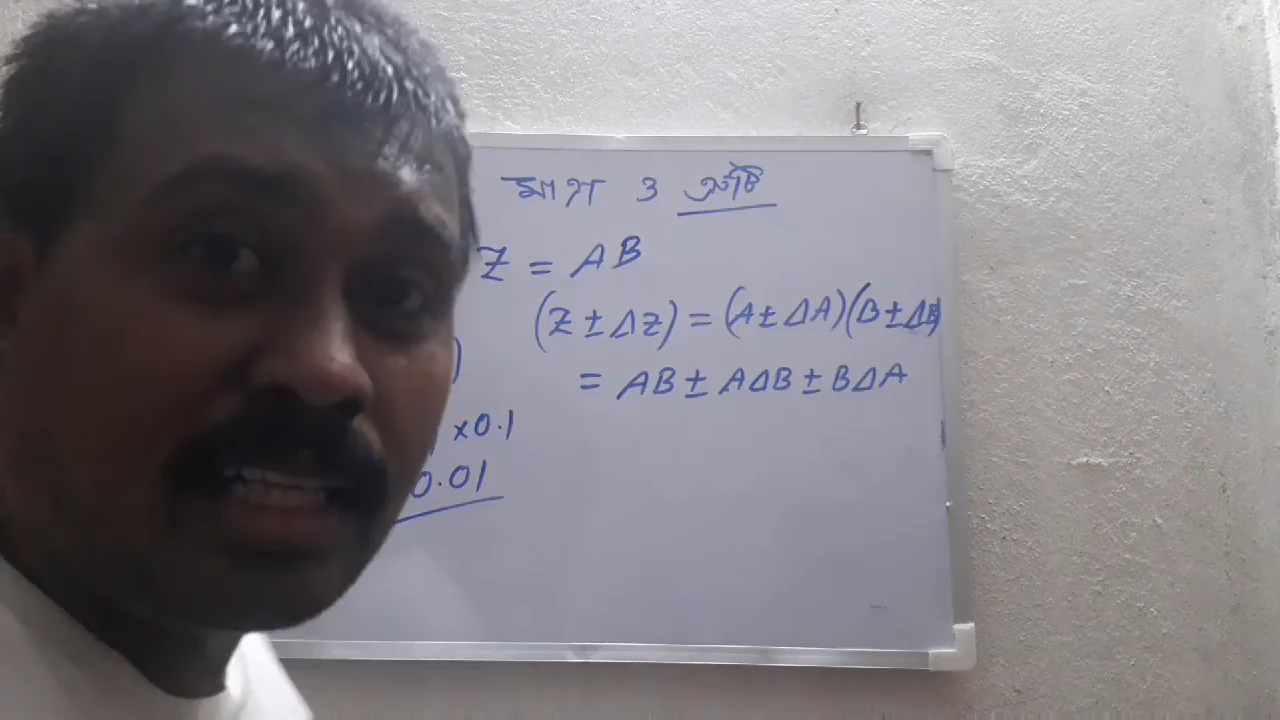 মাপ ও ত্রুটি
Z = AB
(Z ± ΔZ) = (A ± ΔA)(B ± ΔB)
= AB ± AΔB ± BΔA
)
×0.1
0.01